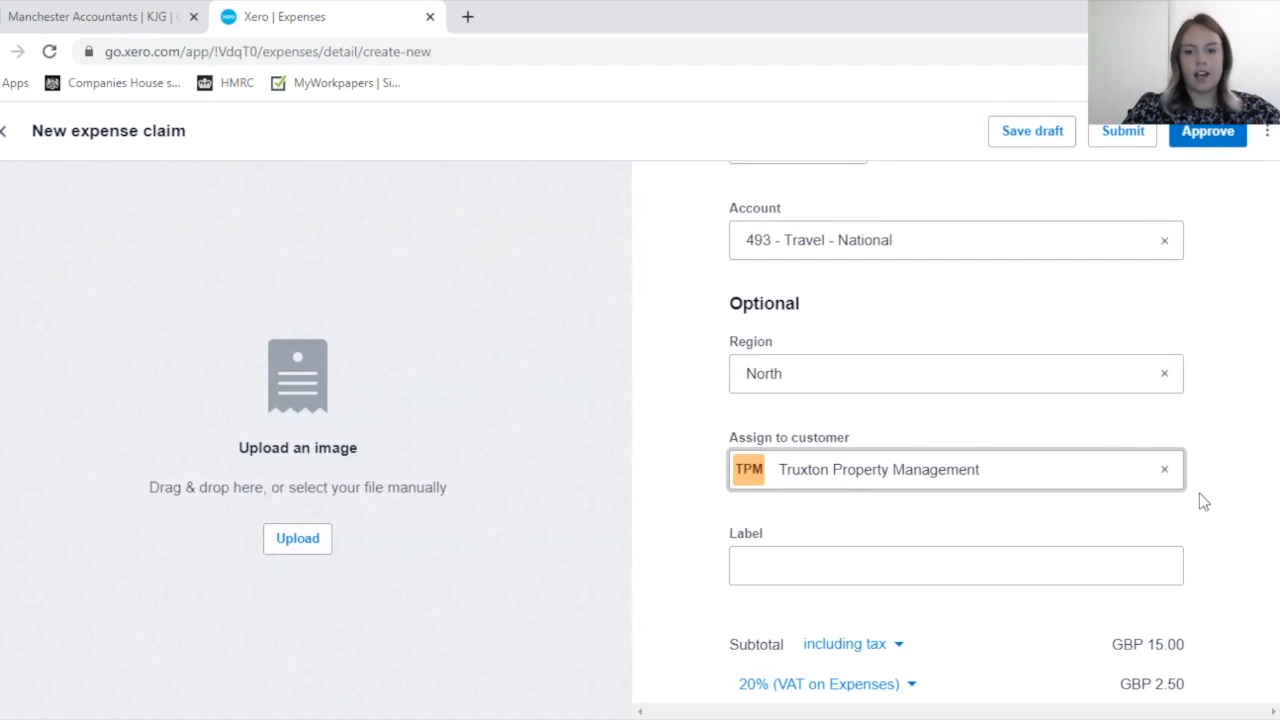 Manchester Accountants | KJG |
xero
Xero | Expenses
go.xero.com/app/!VdqT0/expenses/detail/create-new
Apps
Companies House s...
HMRC
MyWorkpapers | Si...
New expense claim
Save draft
Submit
Approve
Account
493 - Travel - National
Optional
Region
North
Assign to customer
TPM Truxton Property Management
Label
Upload an image
Drag & drop here, or select your file manually
Upload
Subtotal including tax GBP 15.00
20% (VAT on Expenses) GBP 2.50